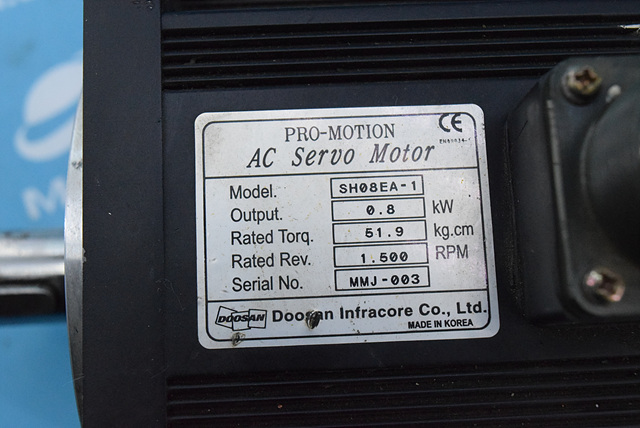 PRO-MOTION
CE
AC Servo Motor
Model. SH08EA-1
Output. 0.8 kW
Rated Torq. 51.9 kg.cm
Rated Rev. 1.500 RPM
Serial No. MMJ-003
DOOSAN Doosan Infracore Co., Ltd.
MADE IN KOREA